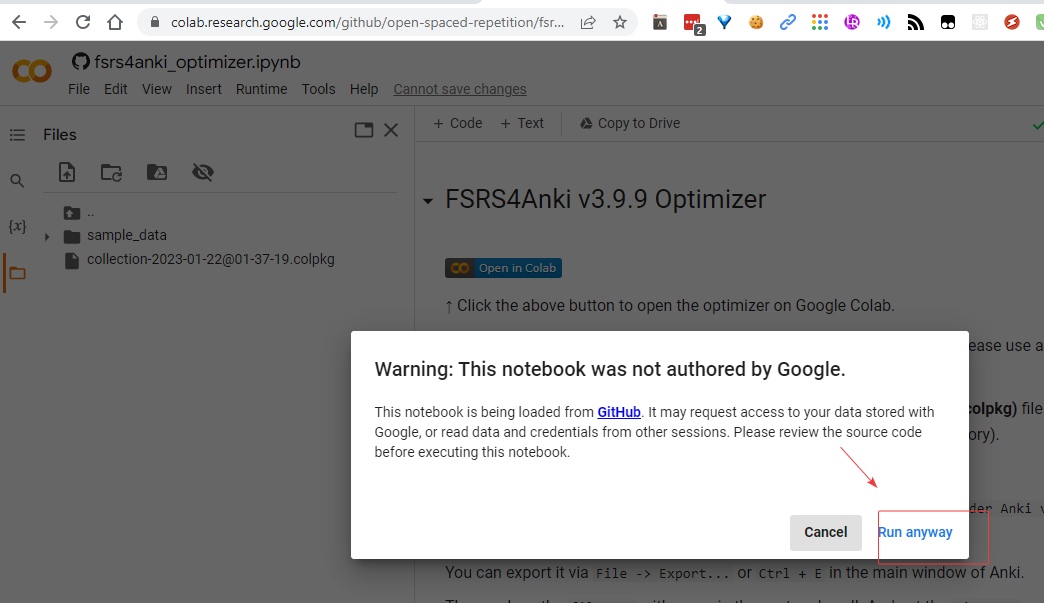 colab.research.google.com/github/open-spaced-repetition/fsr...
2
fsrs4anki_optimizer.ipynb
File Edit View Insert Runtime Tools Help Cannot save changes
Files
+ Code + Text Copy to Drive
{x}
..
sample_data
collection-2023-01-22@01-37-19.colpkg
FSRS4Anki v3.9.9 Optimizer
Open in Colab
↑ Click the above button to open the optimizer on Google Colab.
ease use a
Warning: This notebook was not authored by Google.
This notebook is being loaded from GitHub. It may request access to your data stored with
Google, or read data and credentials from other sessions. Please review the source code
before executing this notebook.
colpkg) file
ory).
der Anki v
Cancel Run anyway
You can export it via File -> Export... or Ctrl + E in the main window of Anki.